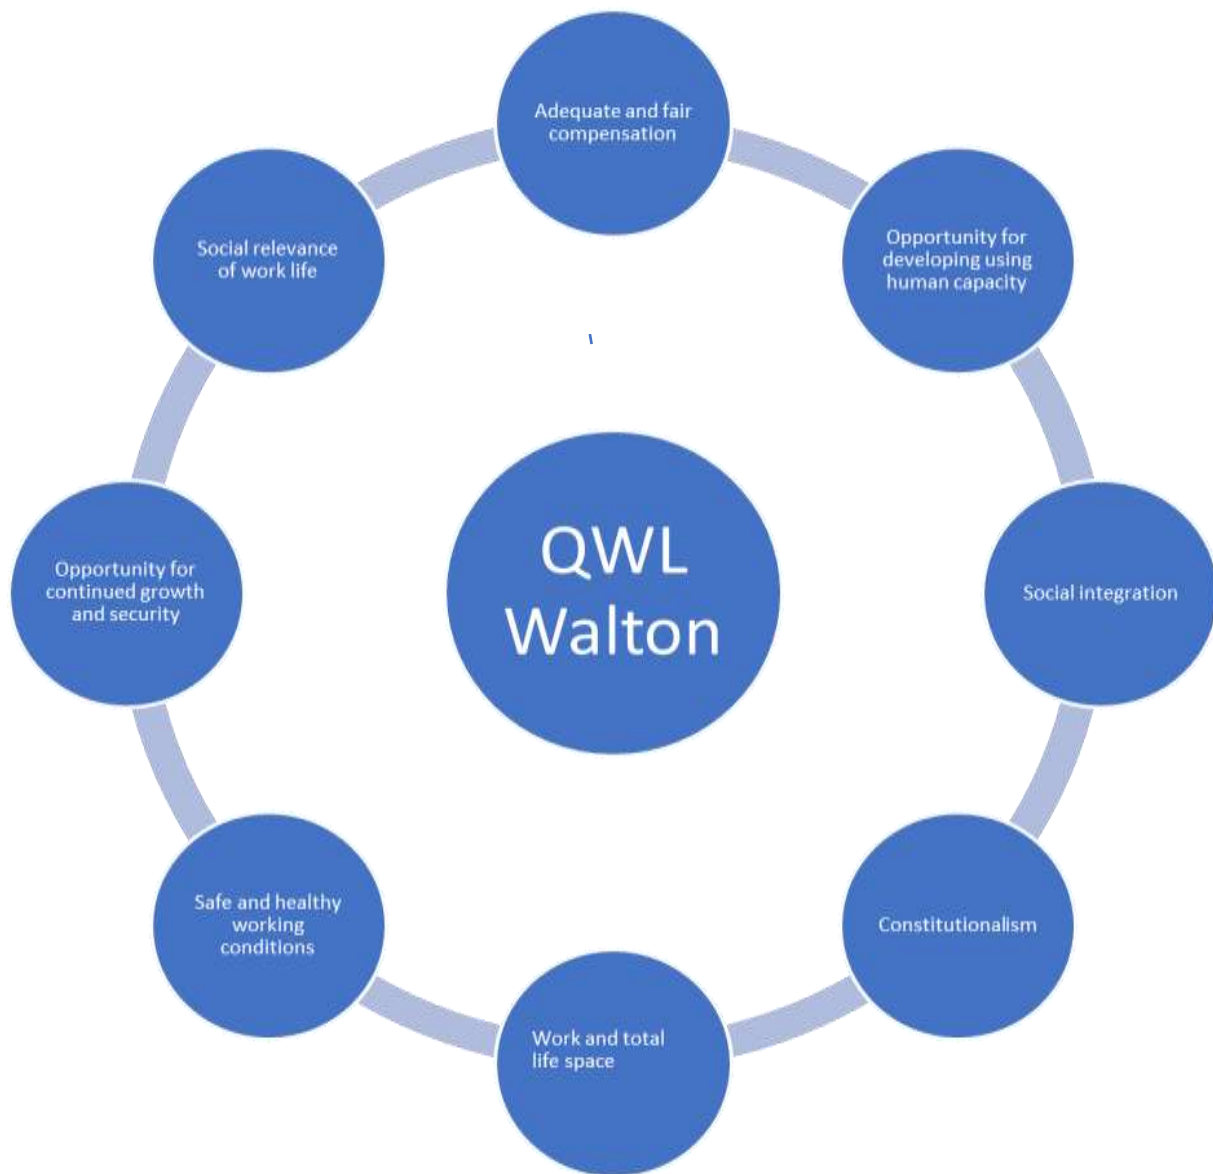 Adequate and fair
compensation
Opportunity for
developing using
human capacity
Social integration
Constitutionalism
Work and total
life space
Safe and healthy
working
conditions
Opportunity for
continued growth
and security
Social relevance
of work life
QWL
Walton